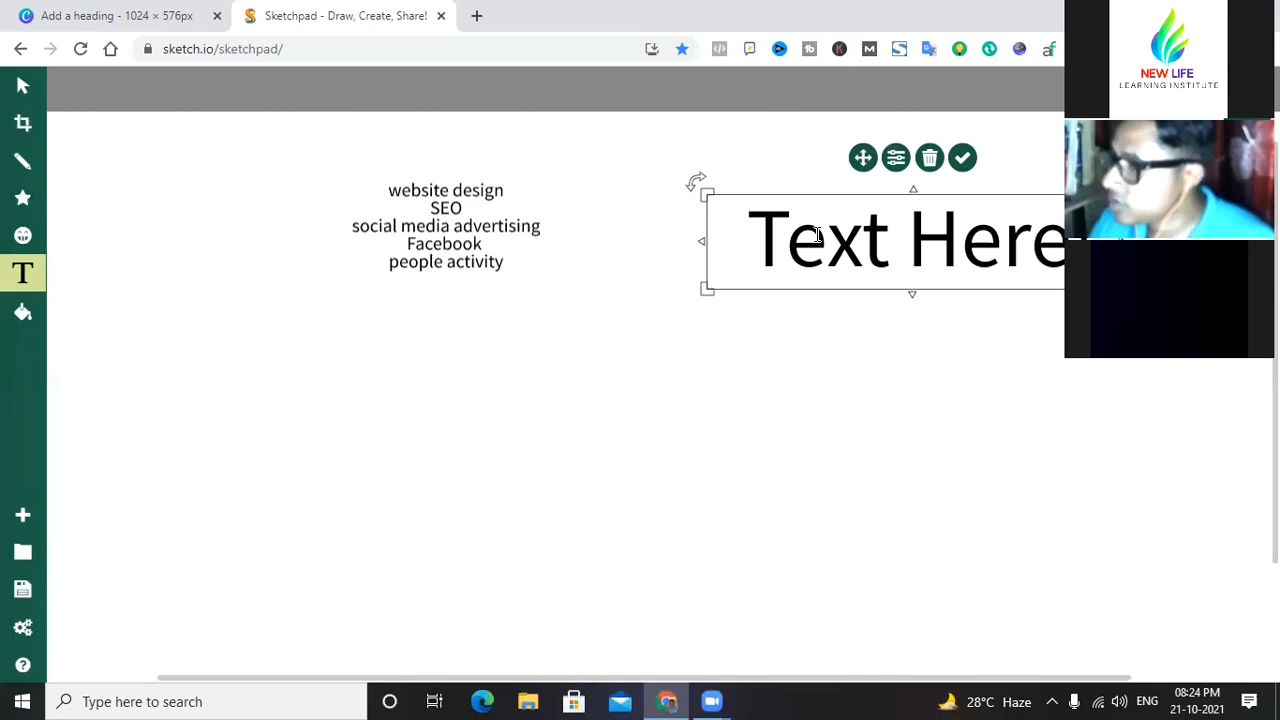 Add a heading - 1024 × 576px
Sketchpad - Draw, Create, Share!
sketch.io/sketchpad/
NEW LIFE
LEARNING INSTITUTE
website design
SEO
social media advertising
Facebook
people activity
Text Here
T
Type here to search
28°C Haze
ENG
08:24 PM
21-10-2021